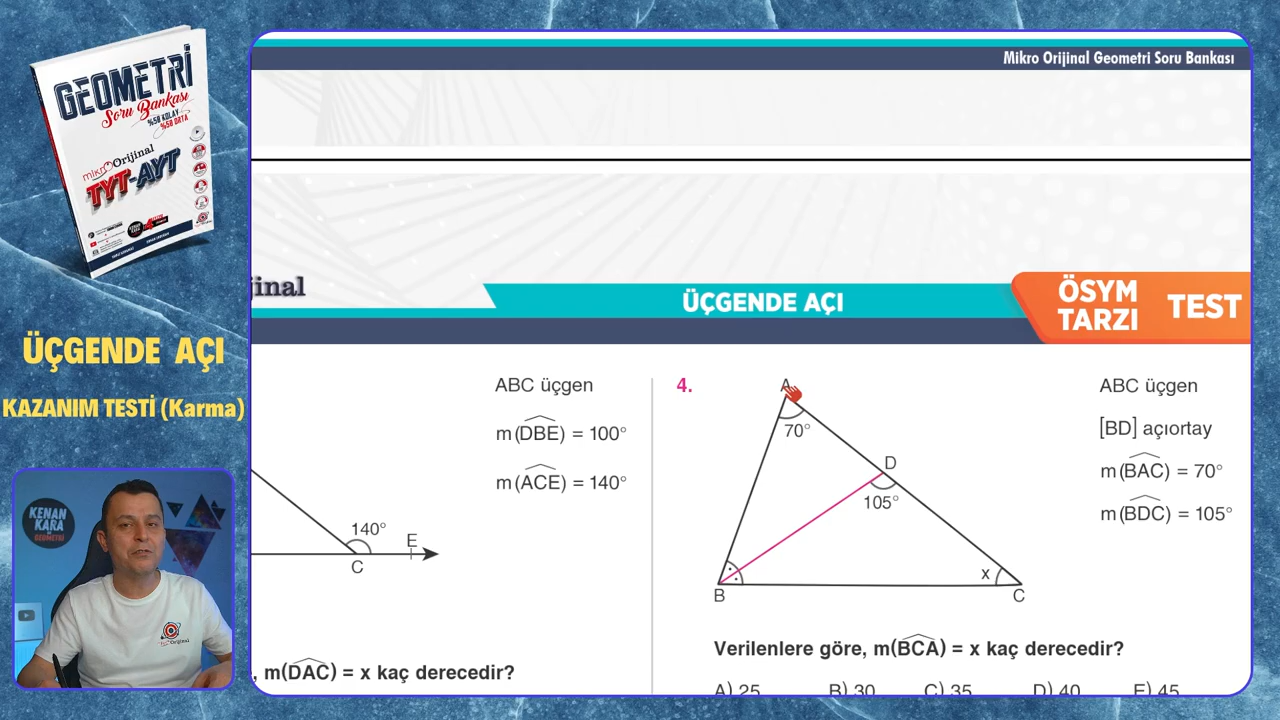 GEOMETRİ
Soru Bankası
%50 KOLAY
%50 ORTA
mikro Orijinal
TYT-AYT
ÜÇGENDE AÇI
KAZANIM TESTİ (Karma)
KENAN
KARA
GEOMETRİ
Orijinal
Mikro Orijinal Geometri Soru Bankası
jinal
ÜÇGENDE AÇI
ÖSYM
TARZI
TEST
ABC üçgen
m(DBE) = 100°
m(ACE) = 140°
140°
E
C
, m(DAC) = x kaç derecedir?
4.
A
70°
D
105°
x
B
C
ABC üçgen
[BD] açıortay
m(BAC) = 70°
m(BDC) = 105°
Verilenlere göre, m(BCA) = x kaç derecedir?
A) 25 B) 30 C) 35 D) 40 E) 45